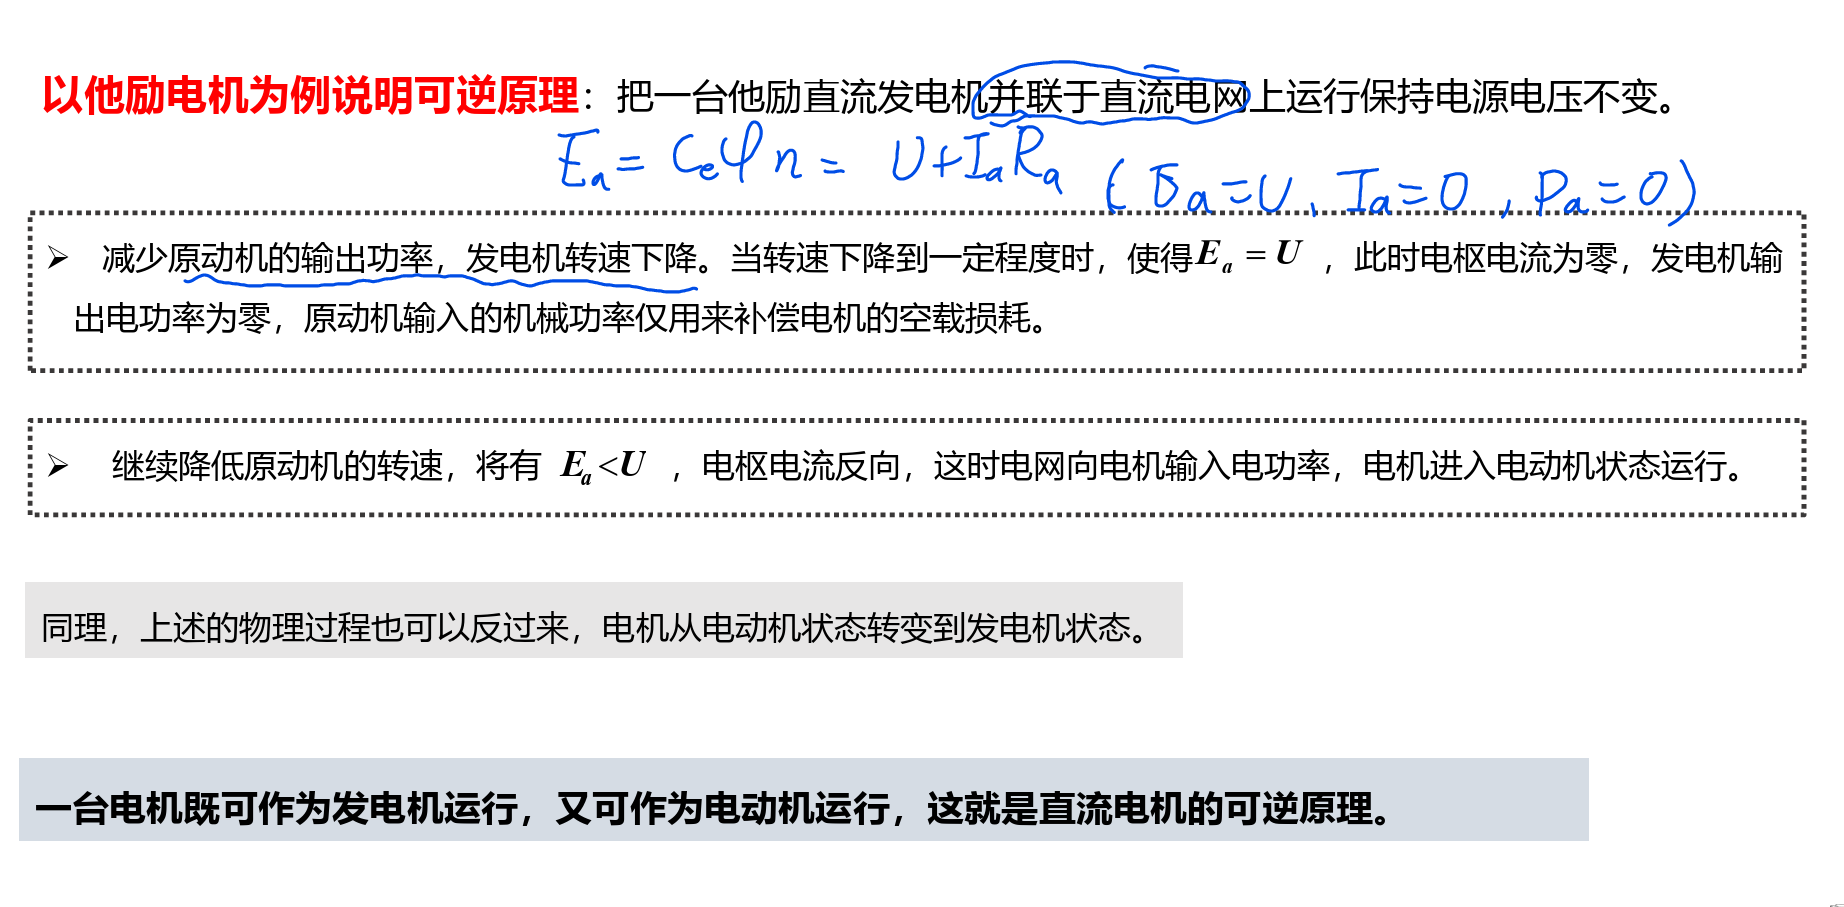 以他励电机为例说明可逆原理：把一台他励直流发电机并联于直流电网上运行保持电源电压不变。
Ea = CeφN = U+IaRa (Ea=U、Ia=0，Pa=0)
➢ 减少原动机的输出功率，发电机转速下降。当转速下降到一定程度时，使得Ea = U ，此时电枢电流为零，发电机输
出电功率为零，原动机输入的机械功率仅用来补偿电机的空载损耗。
➢ 继续降低原动机的转速，将有 Ea<U ，电枢电流反向，这时电网向电机输入电功率，电机进入电动机状态运行。
同理，上述的物理过程也可以反过来，电机从电动机状态转变到发电机状态。
一台电机既可作为发电机运行，又可作为电动机运行，这就是直流电机的可逆原理。